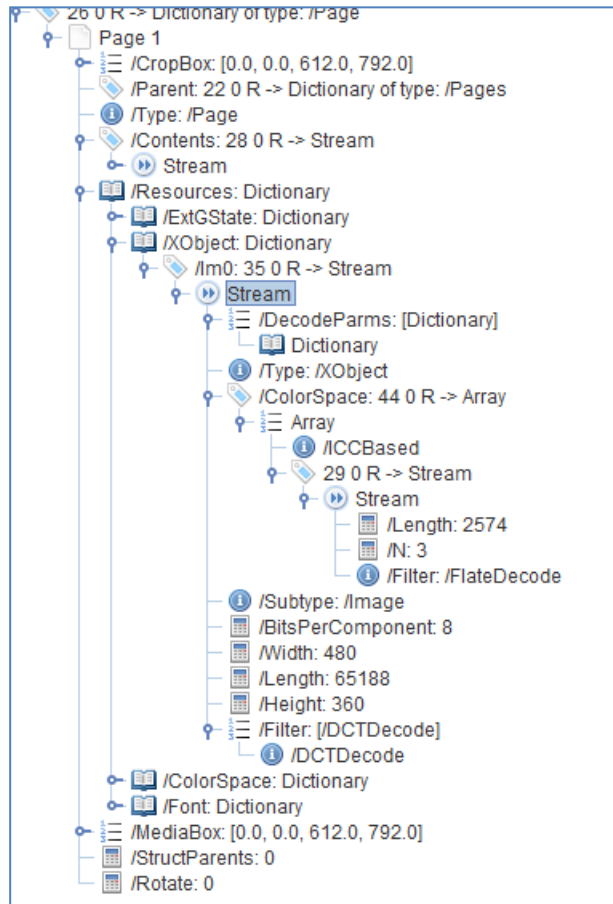 26 0 R -> Dictionary of type: /Page
Page 1
/CropBox: [0.0, 0.0, 612.0, 792.0]
/Parent: 22 0 R -> Dictionary of type: /Pages
/Type: /Page
/Contents: 28 0 R -> Stream
Stream
/Resources: Dictionary
/ExtGState: Dictionary
/XObject: Dictionary
/Im0: 35 0 R -> Stream
Stream
/DecodeParms: [Dictionary]
Dictionary
/Type: /XObject
/ColorSpace: 44 0 R -> Array
Array
/ICCBased
29 0 R -> Stream
Stream
/Length: 2574
/N: 3
/Filter: /FlateDecode
/Subtype: /Image
/BitsPerComponent: 8
/Width: 480
/Length: 65188
/Height: 360
/Filter: [/DCTDecode]
/DCTDecode
/ColorSpace: Dictionary
/Font: Dictionary
/MediaBox: [0.0, 0.0, 612.0, 792.0]
/StructParents: 0
/Rotate: 0